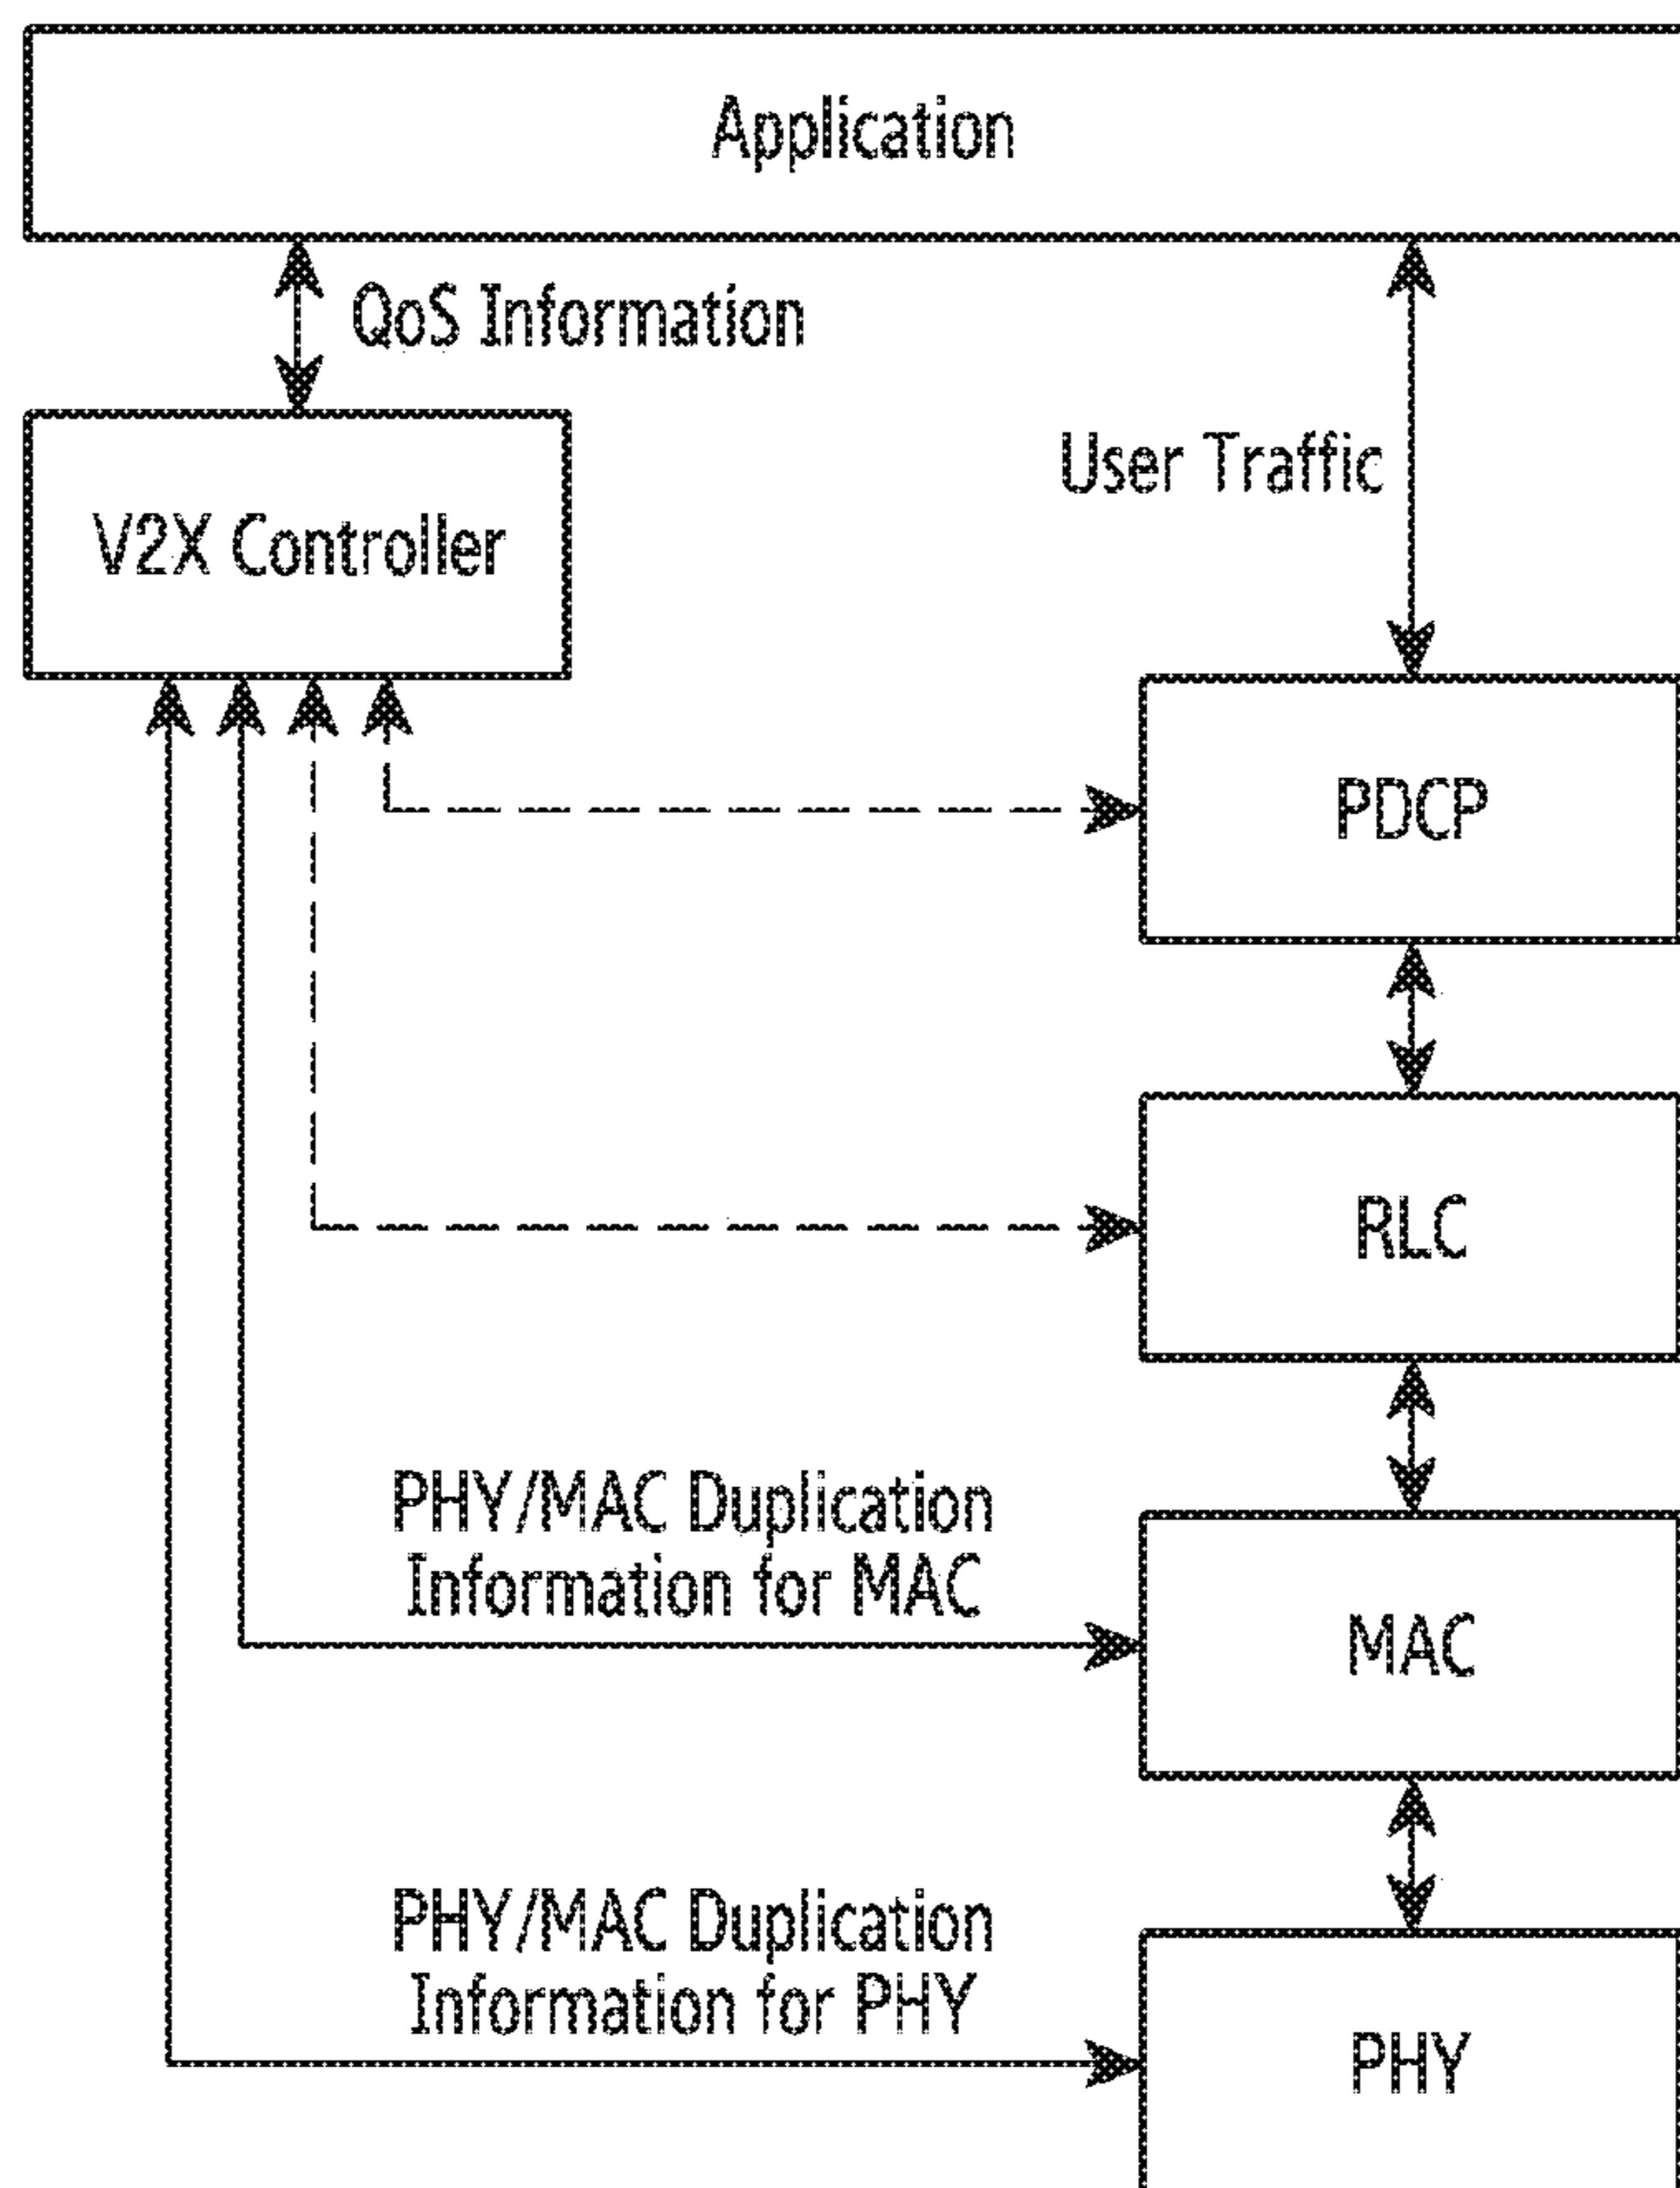 Application
QoS Information
User Traffic
V2X Controller
PDCP
RLC
PHY/MAC Duplication
Information for MAC
MAC
PHY/MAC Duplication
Information for PHY
PHY